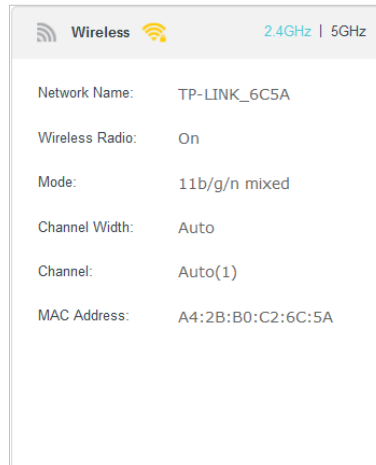 Wireless 2.4GHz | 5GHz
Network Name: TP-LINK_6C5A
Wireless Radio: On
Mode: 11b/g/n mixed
Channel Width: Auto
Channel: Auto(1)
MAC Address: A4:2B:B0:C2:6C:5A